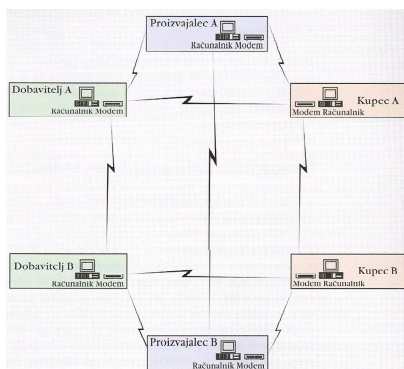 Proizvajalec A
Računalnik Modem
Dobavitelj A
Računalnik Modem
Kupec A
Modem Računalnik
Dobavitelj B
Računalnik Modem
Kupec B
Modem Računalnik
Proizvajalec B
Računalnik Modem